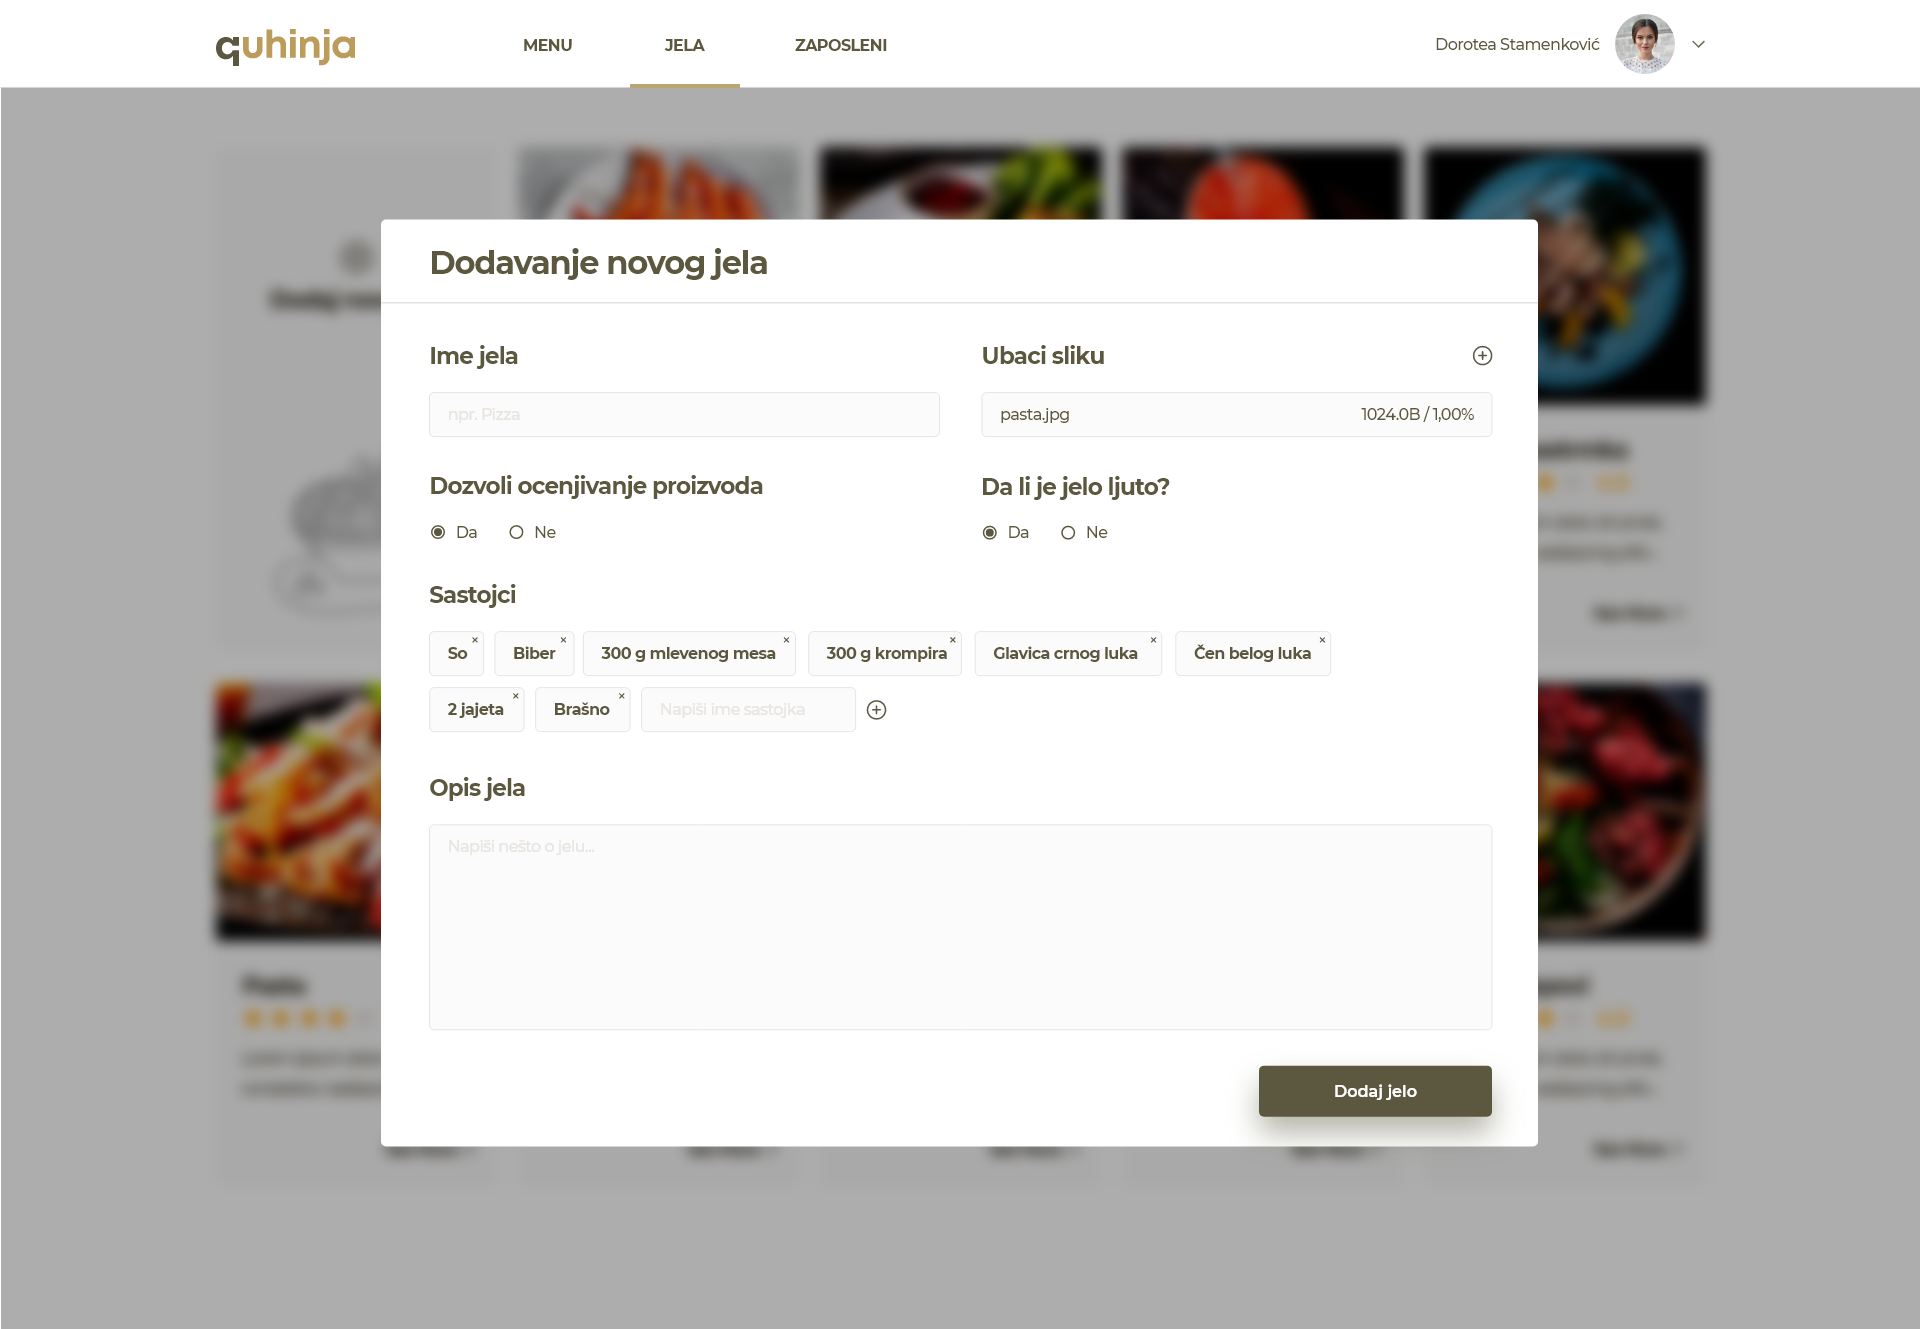 quhinja MENU JELA ZAPOSLENI Dorotea Stamenković
Dodavanje novog jela
Ime jela Ubaci sliku
npr. Pizza pasta.jpg 1024.0B / 1,00%
Dozvoli ocenjivanje proizvoda Da li je jelo ljuto?
Da Ne Da Ne
Sastojci
So × Biber × 300 g mlevenog mesa × 300 g krompira × Glavica crnog luka × Čen belog luka ×
2 jajeta × Brašno × Napiši ime sastojka
Opis jela
Napiši nešto o jelu...
Dodaj jelo
Pasta